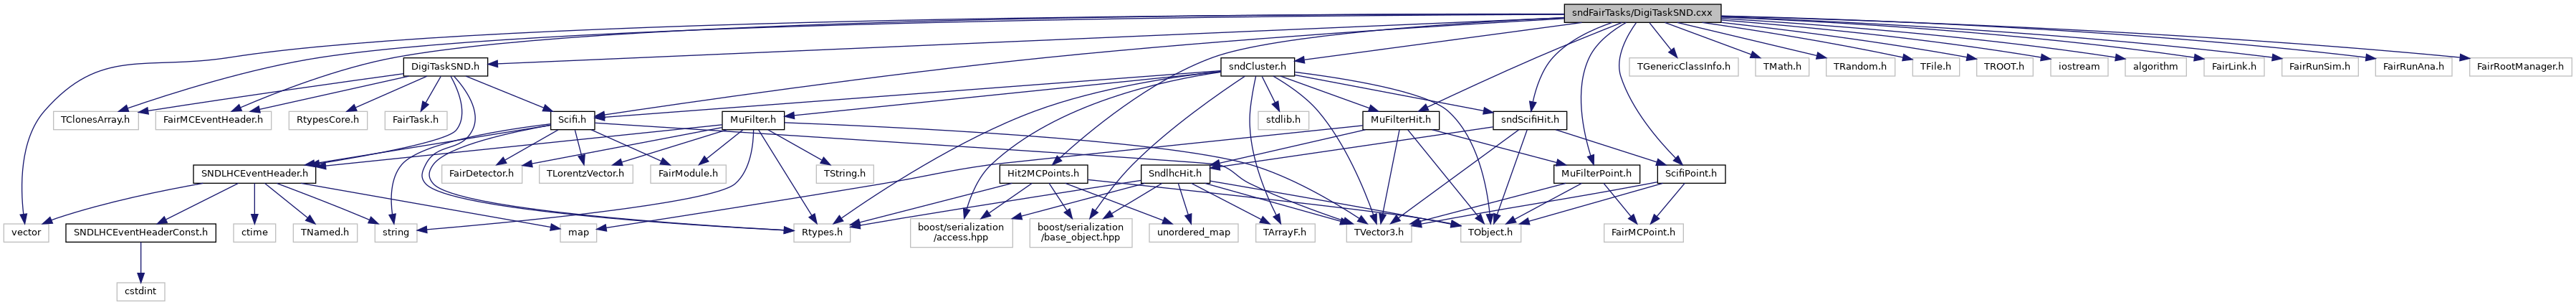 sndFairTasks/DigiTaskSND.cxx
DigiTaskSND.h
sndCluster.h
TGenericClassInfo.h
TMath.h
TRandom.h
TFile.h
TROOT.h
iostream
algorithm
FairLink.h
FairRunSim.h
FairRunAna.h
FairRootManager.h
TClonesArray.h
FairMCEventHeader.h
RtypesCore.h
FairTask.h
Scifi.h
MuFilter.h
stdlib.h
MuFilterHit.h
sndScifiHit.h
SNDLHCEventHeader.h
FairDetector.h
TLorentzVector.h
FairModule.h
TString.h
Hit2MCPoints.h
SndlhcHit.h
MuFilterPoint.h
ScifiPoint.h
vector
SNDLHCEventHeaderConst.h
ctime
TNamed.h
string
map
Rtypes.h
boost/serialization
/access.hpp
boost/serialization
/base_object.hpp
unordered_map
TArrayF.h
TVector3.h
TObject.h
FairMCPoint.h
cstdint